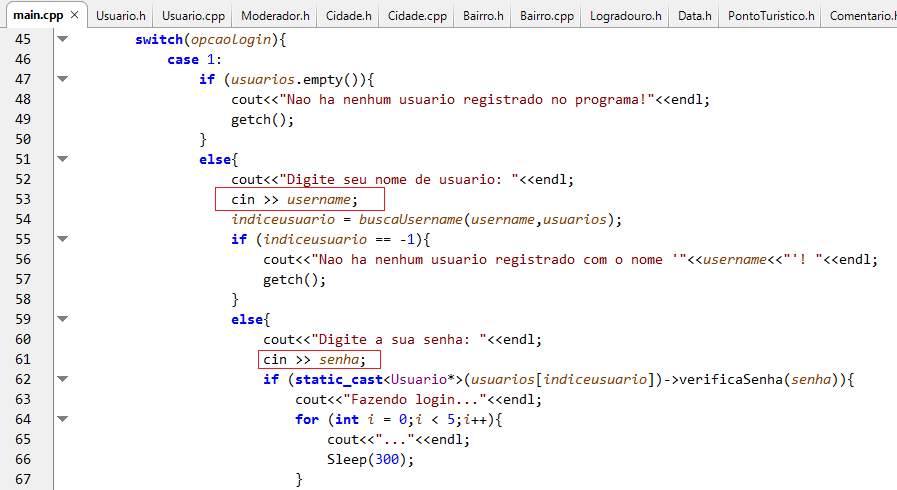 main.cpp × Usuario.h Usuario.cpp Moderador.h Cidade.h Cidade.cpp Bairro.h Bairro.cpp Logradouro.h Data.h PontoTuristico.h Comentario.h
45 switch(opcaologin){
46 case 1:
47 if (usuarios.empty()){
48 cout<<"Nao ha nenhum usuario registrado no programa!"<<endl;
49 getch();
50 }
51 else{
52 cout<<"Digite seu nome de usuario: "<<endl;
53 cin >> username;
54 indiceusuario = buscaUsername(username,usuarios);
55 if (indiceusuario == -1){
56 cout<<"Nao ha nenhum usuario registrado com o nome '"<<username<<"'! "<<endl;
57 getch();
58 }
59 else{
60 cout<<"Digite a sua senha: "<<endl;
61 cin >> senha;
62 if (static_cast<Usuario*>(usuarios[indiceusuario])->verificaSenha(senha)){
63 cout<<"Fazendo login..."<<endl;
64 for (int i = 0;i < 5;i++){
65 cout<<"..."<<endl;
66 Sleep(300);
67 }